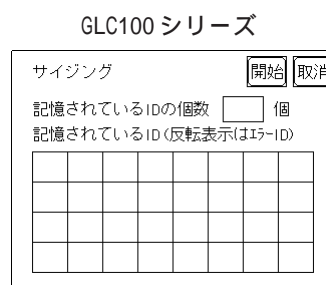 GLC100シリーズ
サイジング 開始 取消
記憶されているIDの個数 個
記憶されているID(反転表示はｴﾗｰID)